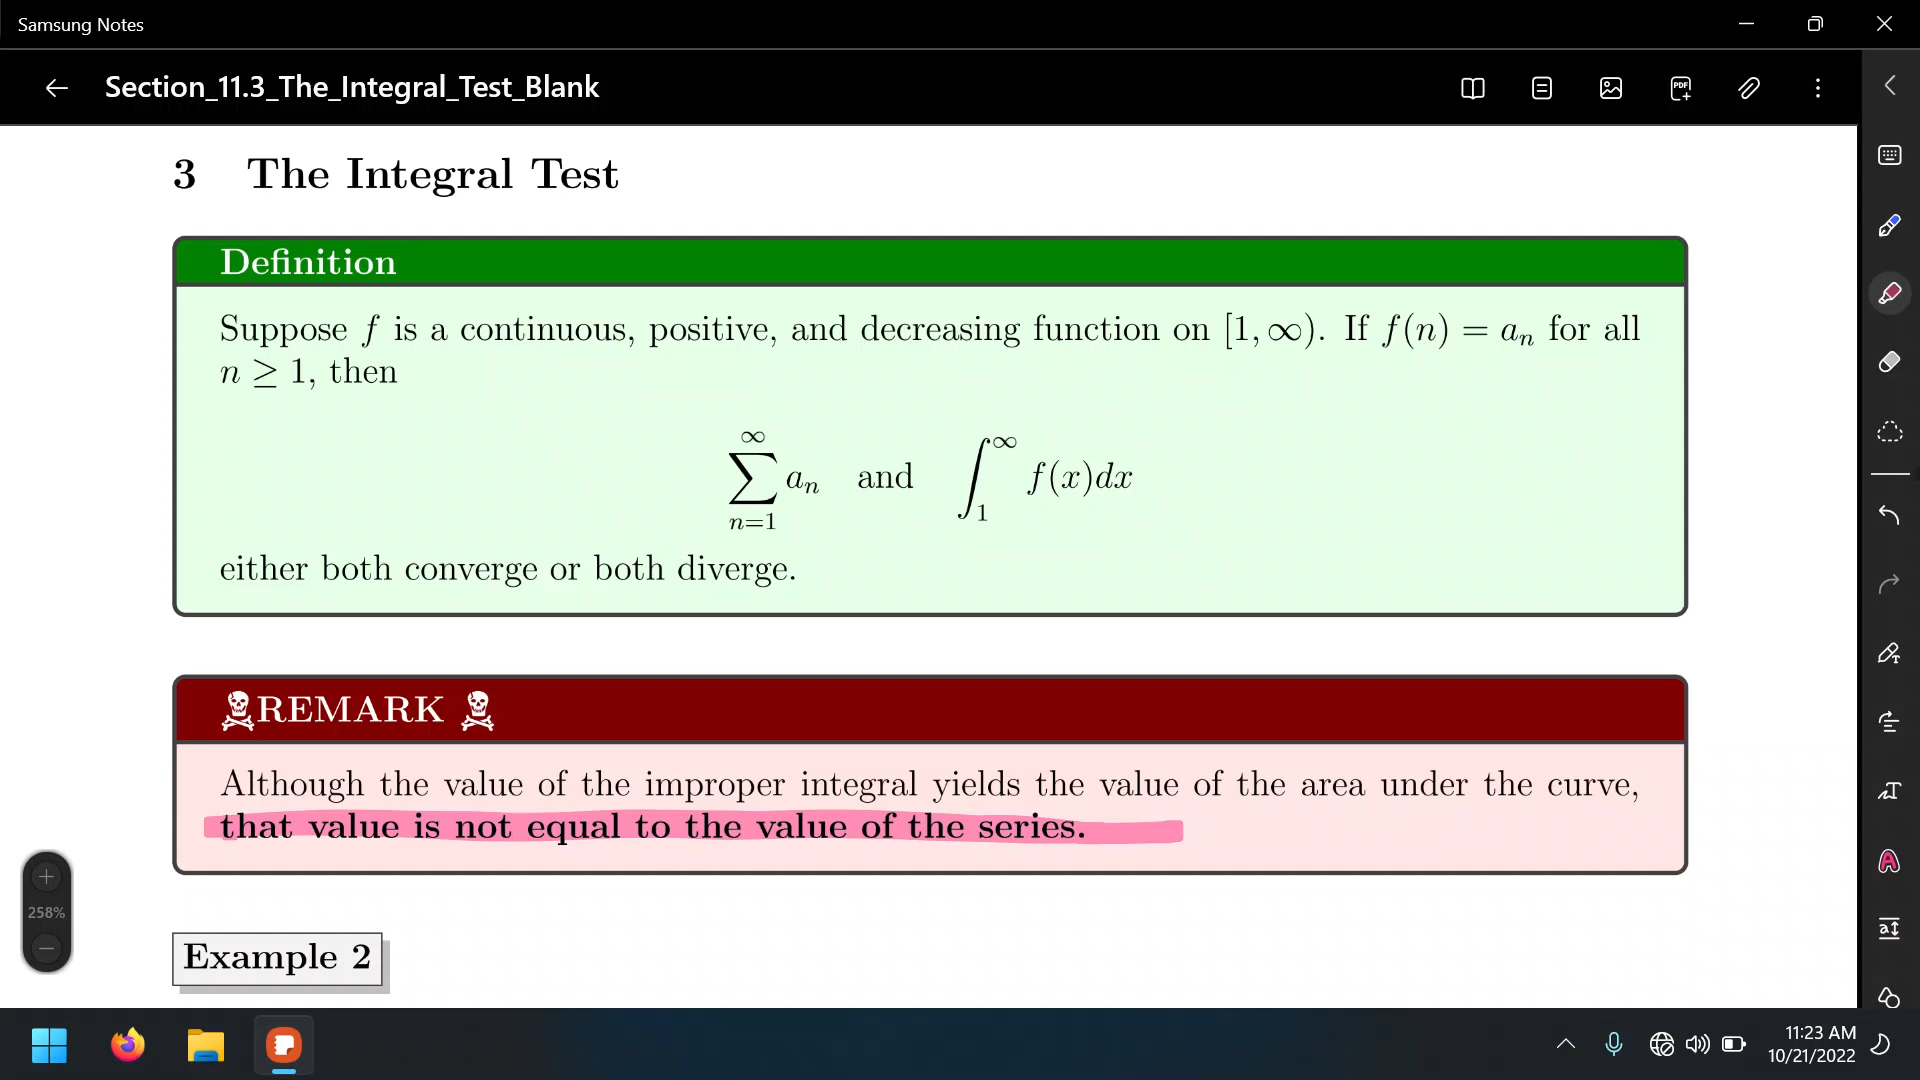 Samsung Notes
Section_11.3_The_Integral_Test_Blank
PDF
3 The Integral Test
Definition
Suppose f is a continuous, positive, and decreasing function on [1, ∞). If f(n) = aₙ for all
n ≥ 1, then
∑_{n=1}^{∞} aₙ and ∫_1^∞ f(x)dx
either both converge or both diverge.
☠REMARK ☠
Although the value of the improper integral yields the value of the area under the curve,
that value is not equal to the value of the series.
258%
Example 2
11:23 AM
10/21/2022